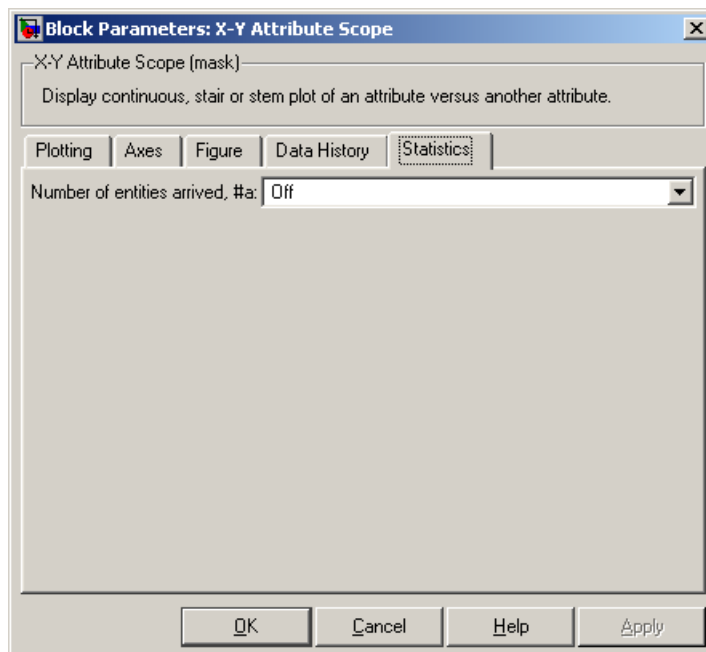 Block Parameters: X-Y Attribute Scope
X-Y Attribute Scope (mask)
Display continuous, stair or stem plot of an attribute versus another attribute.
Plotting Axes Figure Data History Statistics
Number of entities arrived, #a: Off
OK Cancel Help Apply